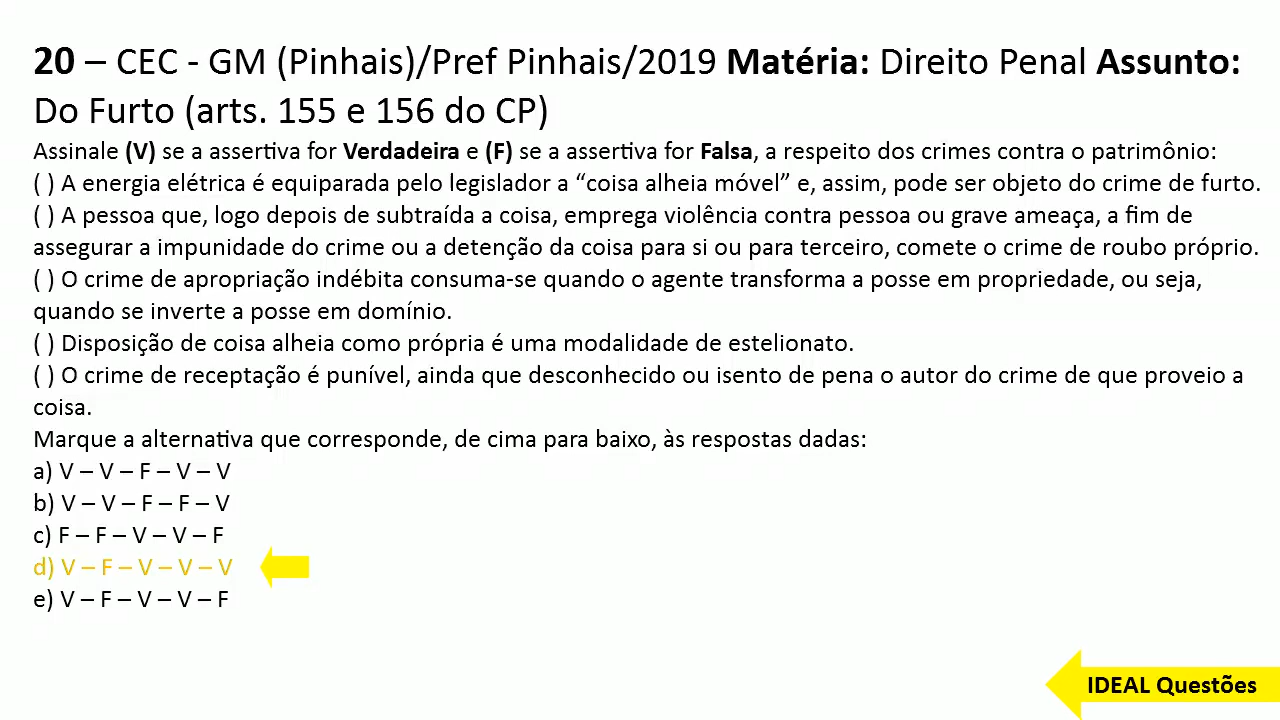 20 – CEC - GM (Pinhais)/Pref Pinhais/2019 Matéria: Direito Penal Assunto:
Do Furto (arts. 155 e 156 do CP)
Assinale (V) se a assertiva for Verdadeira e (F) se a assertiva for Falsa, a respeito dos crimes contra o patrimônio:
( ) A energia elétrica é equiparada pelo legislador a “coisa alheia móvel” e, assim, pode ser objeto do crime de furto.
( ) A pessoa que, logo depois de subtraída a coisa, emprega violência contra pessoa ou grave ameaça, a fim de
assegurar a impunidade do crime ou a detenção da coisa para si ou para terceiro, comete o crime de roubo próprio.
( ) O crime de apropriação indébita consuma-se quando o agente transforma a posse em propriedade, ou seja,
quando se inverte a posse em domínio.
( ) Disposição de coisa alheia como própria é uma modalidade de estelionato.
( ) O crime de receptação é punível, ainda que desconhecido ou isento de pena o autor do crime de que proveio a
coisa.
Marque a alternativa que corresponde, de cima para baixo, às respostas dadas:
a) V – V – F – V – V
b) V – V – F – F – V
c) F – F – V – V – F
d) V – F – V – V – V
e) V – F – V – V – F
IDEAL Questões